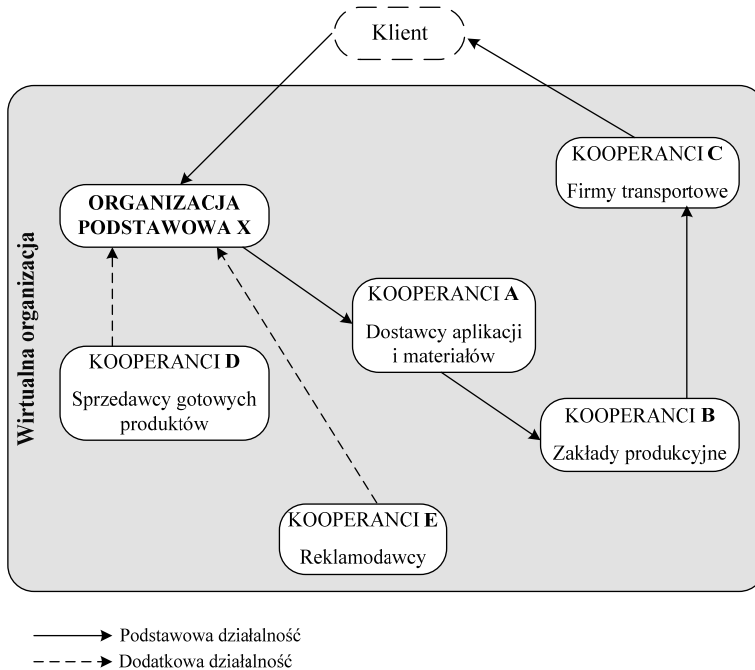 Klient
KOOPERANCI C
Firmy transportowe
ORGANIZACJA
PODSTAWOWA X
Wirtualna organizacja
KOOPERANCI A
Dostawcy aplikacji
i materiałów
KOOPERANCI D
Sprzedawcy gotowych
produktów
KOOPERANCI B
Zakłady produkcyjne
KOOPERANCI E
Reklamodawcy
Podstawowa działalność
Dodatkowa działalność